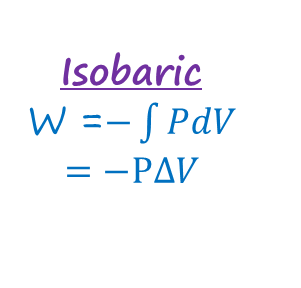 Isobaric
W =− ∫ PdV
= −PΔV